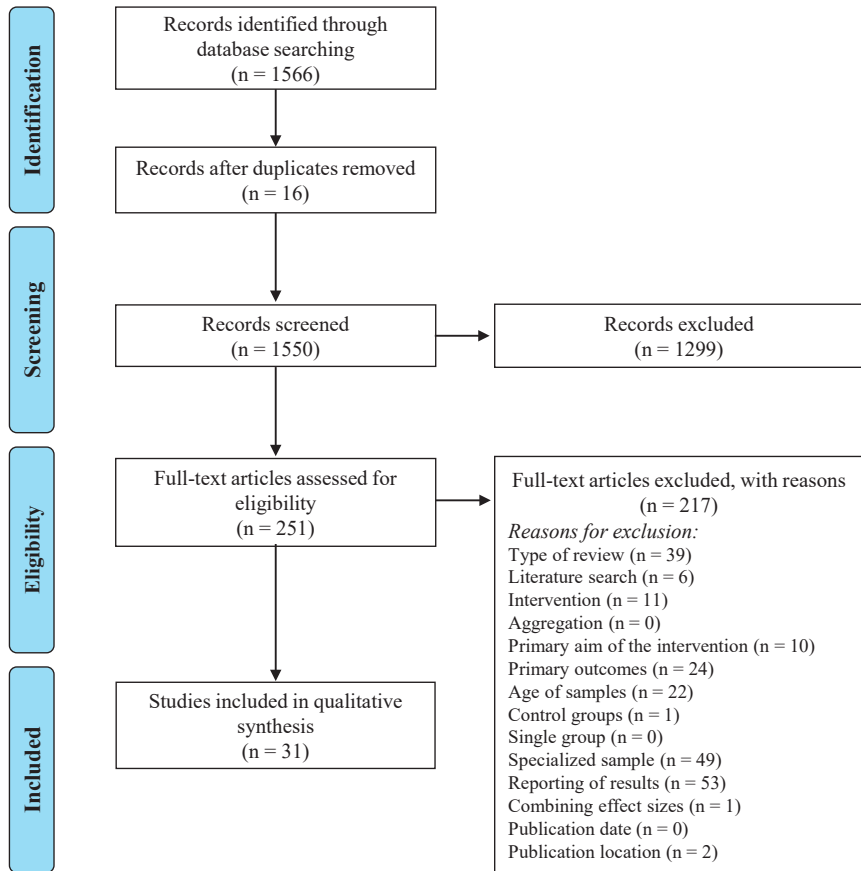 Identification
Records identified through
database searching
(n = 1566)
Records after duplicates removed
(n = 16)
Screening
Records screened
(n = 1550)
Records excluded
(n = 1299)
Eligibility
Full-text articles assessed for
eligibility
(n = 251)
Full-text articles excluded, with reasons
(n = 217)
Reasons for exclusion:
Type of review (n = 39)
Literature search (n = 6)
Intervention (n = 11)
Aggregation (n = 0)
Primary aim of the intervention (n = 10)
Primary outcomes (n = 24)
Age of samples (n = 22)
Control groups (n = 1)
Single group (n = 0)
Specialized sample (n = 49)
Reporting of results (n = 53)
Combining effect sizes (n = 1)
Publication date (n = 0)
Publication location (n = 2)
Included
Studies included in qualitative
synthesis
(n = 31)